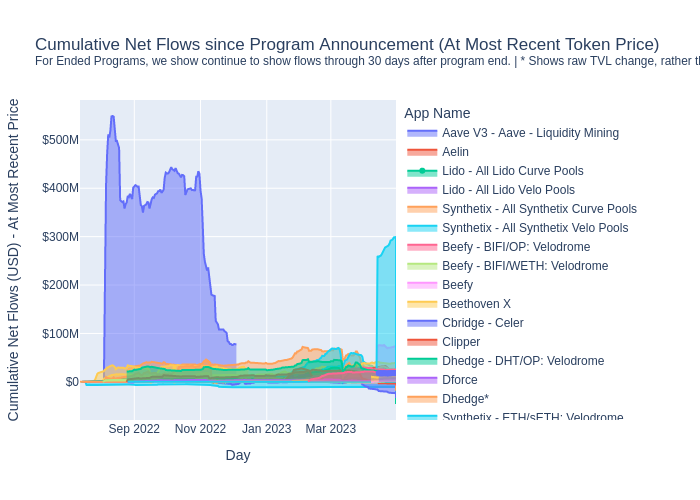 Cumulative Net Flows since Program Announcement (At Most Recent Token Price)
For Ended Programs, we show continue to show flows through 30 days after program end. | * Shows raw TVL change, rather t
App Name
Aave V3 - Aave - Liquidity Mining
Aelin
Lido - All Lido Curve Pools
Lido - All Lido Velo Pools
Synthetix - All Synthetix Curve Pools
Synthetix - All Synthetix Velo Pools
Beefy - BIFI/OP: Velodrome
Beefy - BIFI/WETH: Velodrome
Beefy
Beethoven X
Cbridge - Celer
Clipper
Dhedge - DHT/OP: Velodrome
Dforce
Dhedge*
Synthetix - ETH/sETH: Velodrome
Cumulative Net Flows (USD) - At Most Recent Price
$500M
$400M
$300M
$200M
$100M
$0
Sep 2022
Nov 2022
Jan 2023
Mar 2023
Day